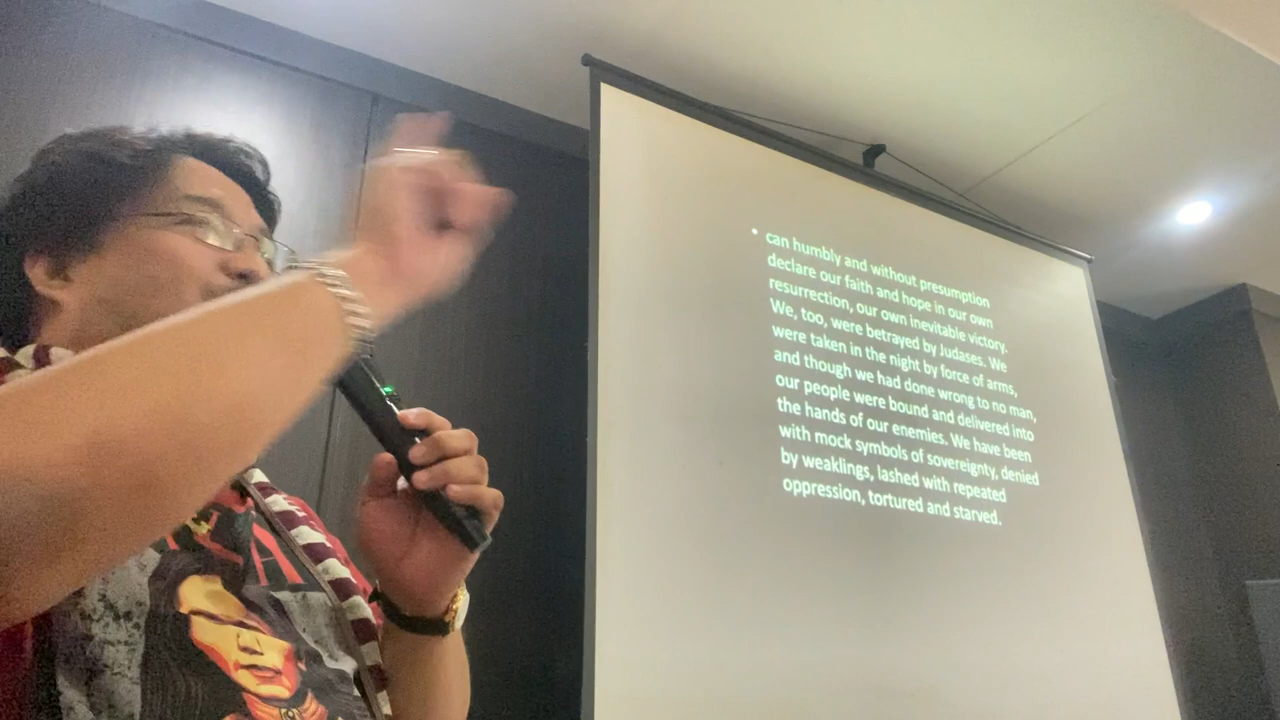 • can humbly and without presumption
declare our faith and hope in our own
resurrection, our own inevitable victory.
We, too, were betrayed by Judases. We
were taken in the night by force of arms,
and though we had done wrong to no man,
our people were bound and delivered into
the hands of our enemies. We have been
with mock symbols of sovereignty, denied
by weaklings, lashed with repeated
oppression, tortured and starved.